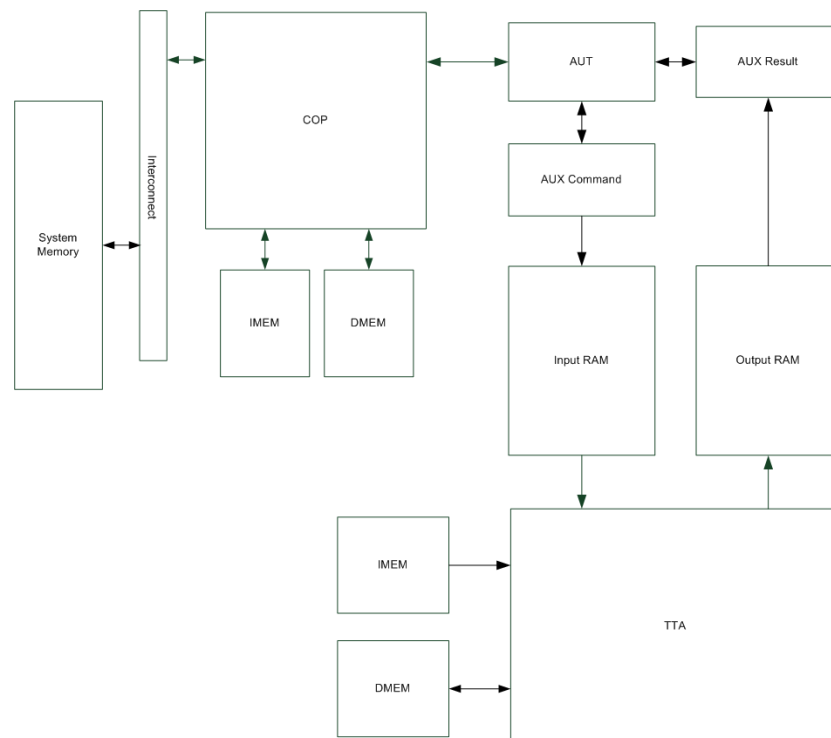 COP
AUT
AUX Result
Interconnect
AUX Command
System
Memory
IMEM
DMEM
Input RAM
Output RAM
IMEM
TTA
DMEM